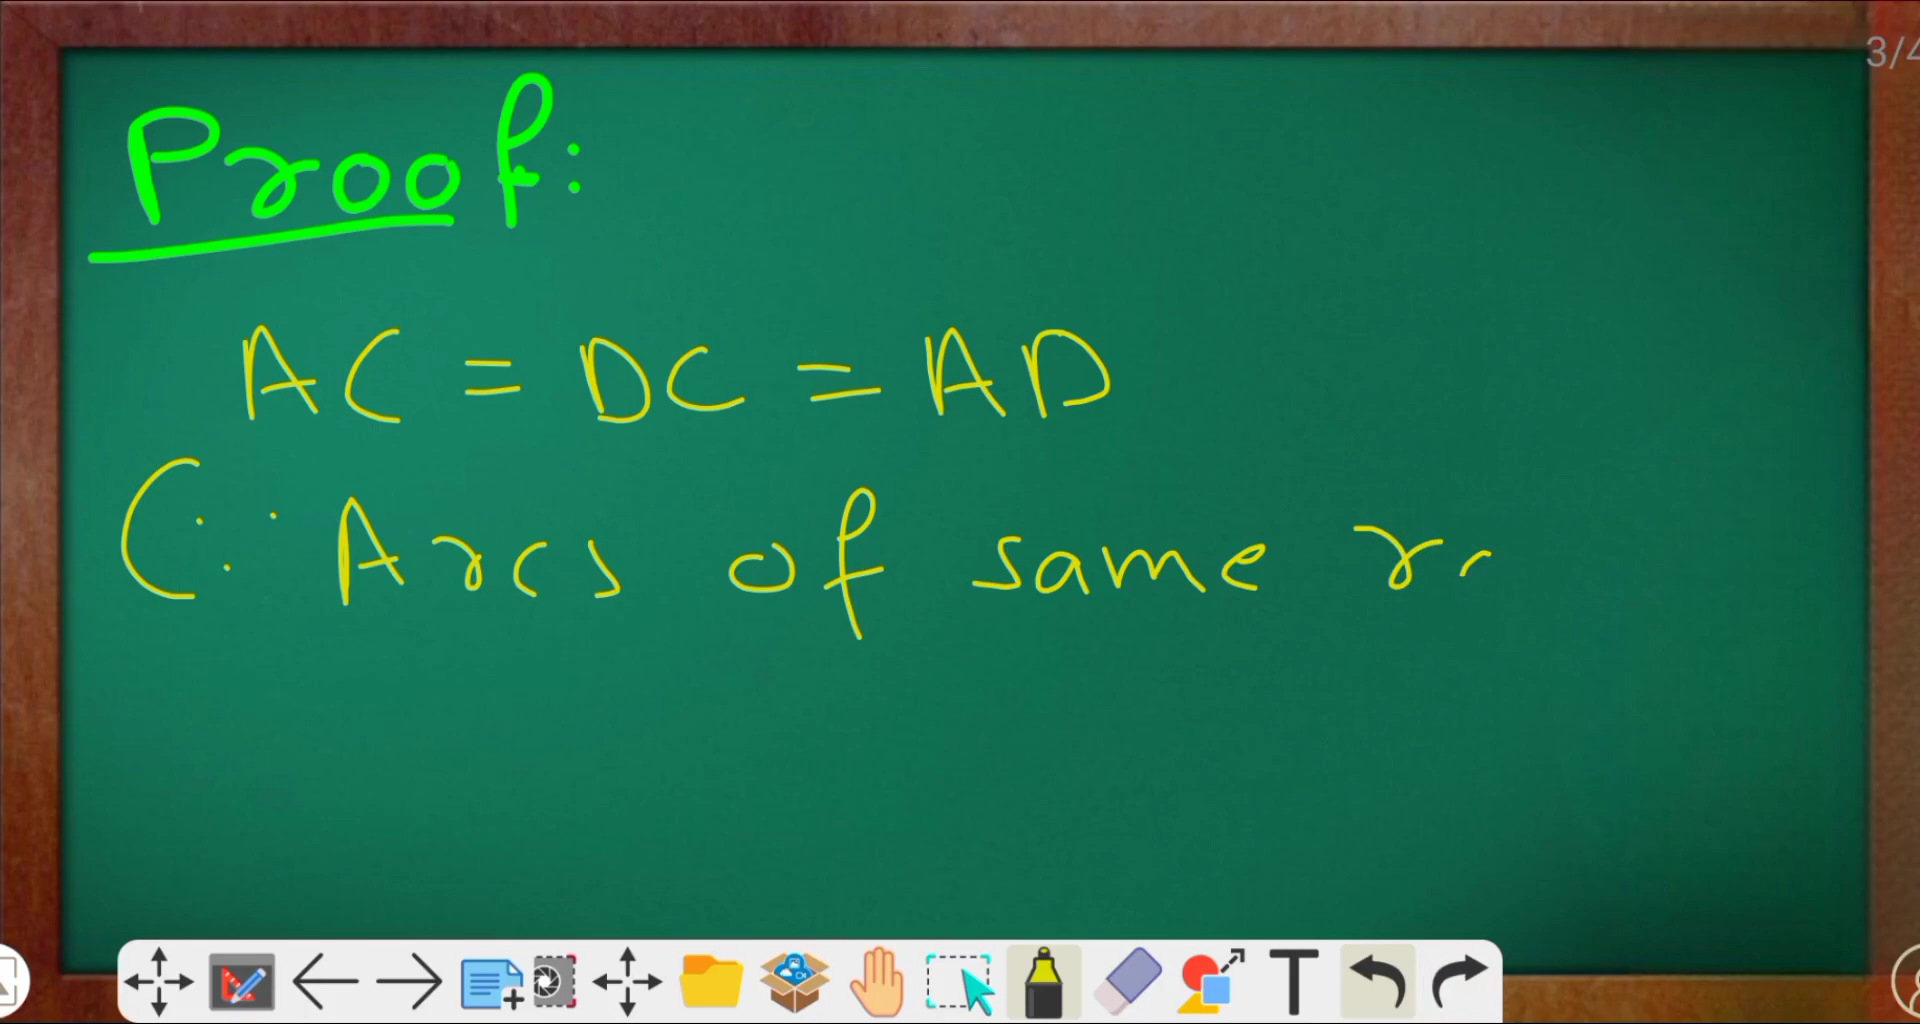 3/4
Proof:
AC = DC = AD
(∵ Arcs of same r
T